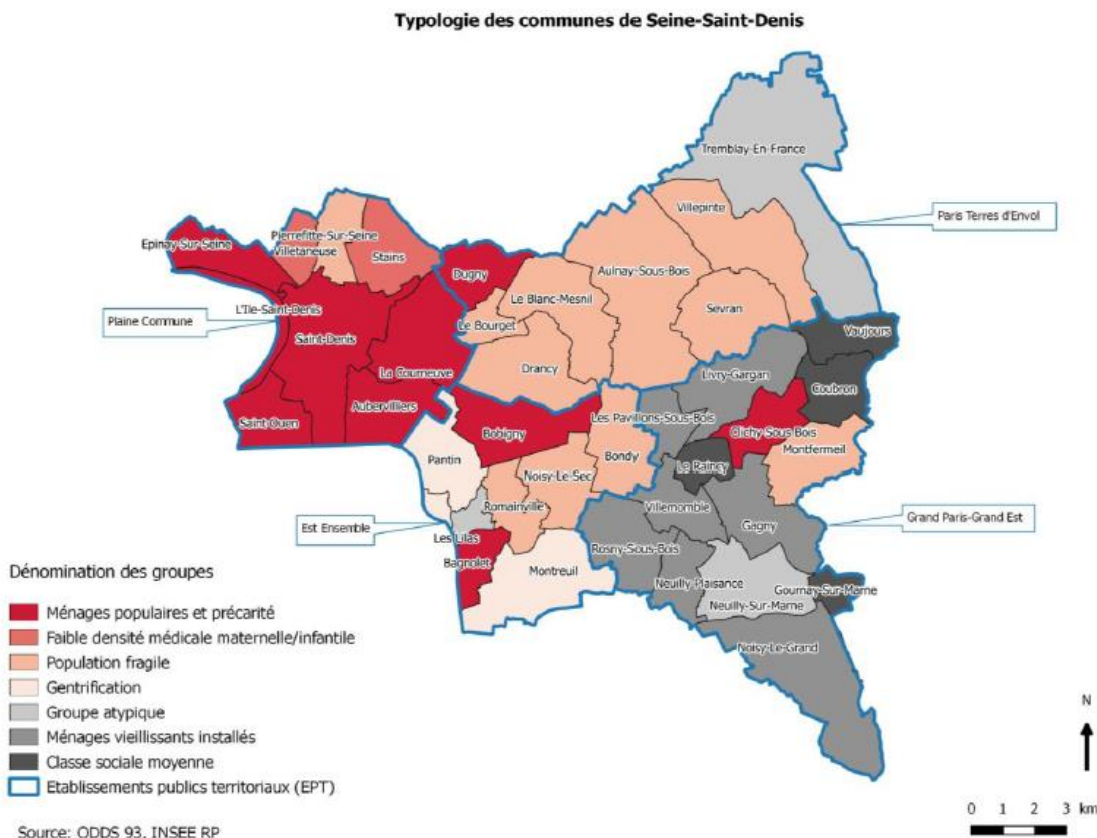 Typologie des communes de Seine-Saint-Denis
Tremblay-En-France
Villepinte
Paris Terres d'Envol
Epinay-Sur-Seine
Pierrefitte-Sur-Seine
Villetaneuse
Stains
Dugny
Aulnay-Sous-Bois
Le Blanc-Mesnil
Sevran
L'Ile-Saint-Denis
Plaine Commune
Le Bourget
Vaujours
Saint-Denis
Drancy
La Courneuve
Livry-Gargan
Coubron
Aubervilliers
Saint-Ouen
Les Pavillons-Sous-Bois
Bobigny
Clichy-Sous-Bois
Montfermeil
Pantin
Bondy
Le Raincy
Noisy-Le-Sec
Romainville
Villemomble
Grand Paris-Grand Est
Est Ensemble
Gagny
Les Lilas
Rosny-Sous-Bois
Bagnolet
Montreuil
Neuilly-Plaisance
Gournay-Sur-Marne
Neuilly-Sur-Marne
Noisy-Le-Grand
Dénomination des groupes
Ménages populaires et précarité
Faible densité médicale maternelle/infantile
Population fragile
Gentrification
Groupe atypique
Ménages vieillissants installés
Classe sociale moyenne
Etablissements publics territoriaux (EPT)
N
0 1 2 3 km
Source: ODDS 93, INSEE RP